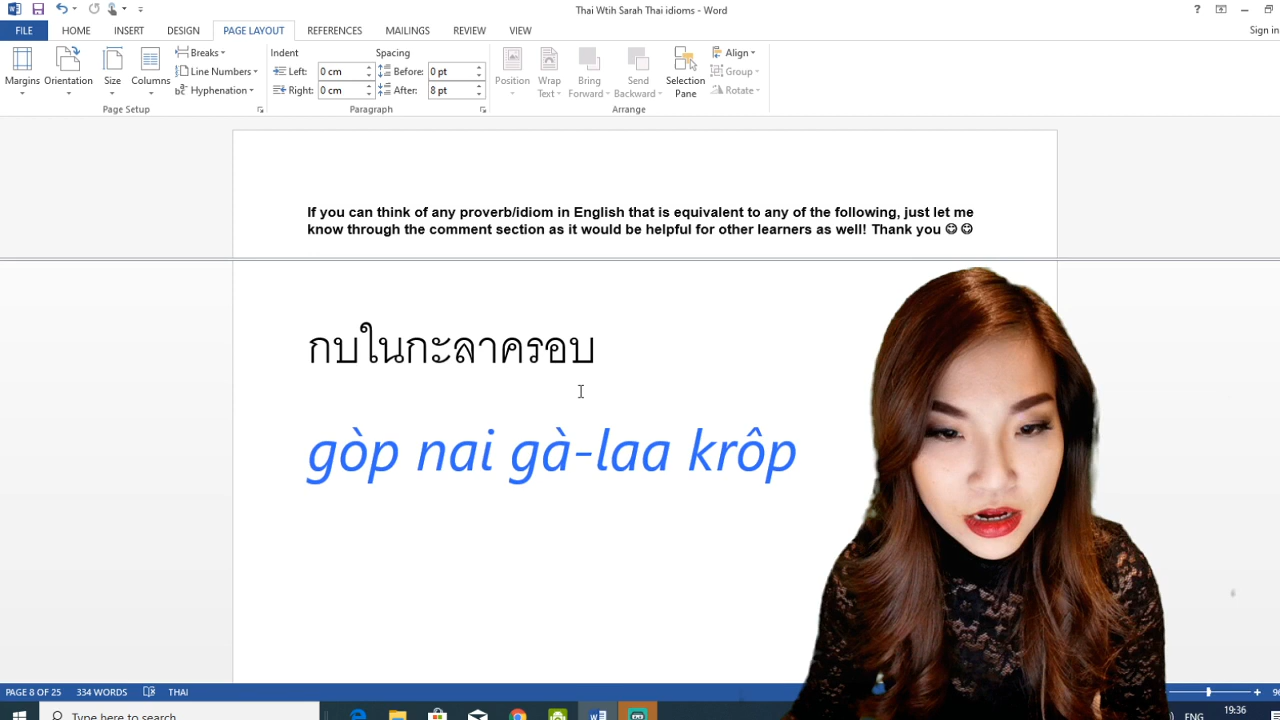 Thai Wtih Sarah Thai idioms - Word
?
Sign in
FILE HOME INSERT DESIGN PAGE LAYOUT REFERENCES MAILINGS REVIEW VIEW
Margins Orientation Size Columns
Breaks
Line Numbers
Hyphenation
Page Setup
Indent
Left: 0 cm
Right: 0 cm
Spacing
Before: 0 pt
After: 8 pt
Paragraph
Position
Wrap Text
Bring Forward
Send Backward
Selection Pane
Align
Group
Rotate
Arrange
If you can think of any proverb/idiom in English that is equivalent to any of the following, just let me
know through the comment section as it would be helpful for other learners as well! Thank you 😊 😊
กบในกะลาครอบ
gòp nai gà-laa krôp
PAGE 8 OF 25 334 WORDS THAI
Type here to search
ENG
19:36